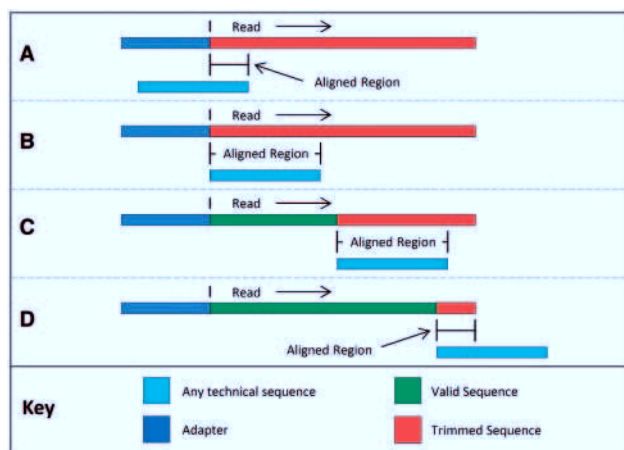 Read
A
Aligned Region
Read
B
Aligned Region
Read
C
Aligned Region
Read
D
Aligned Region
Key
Any technical sequence
Valid Sequence
Adapter
Trimmed Sequence